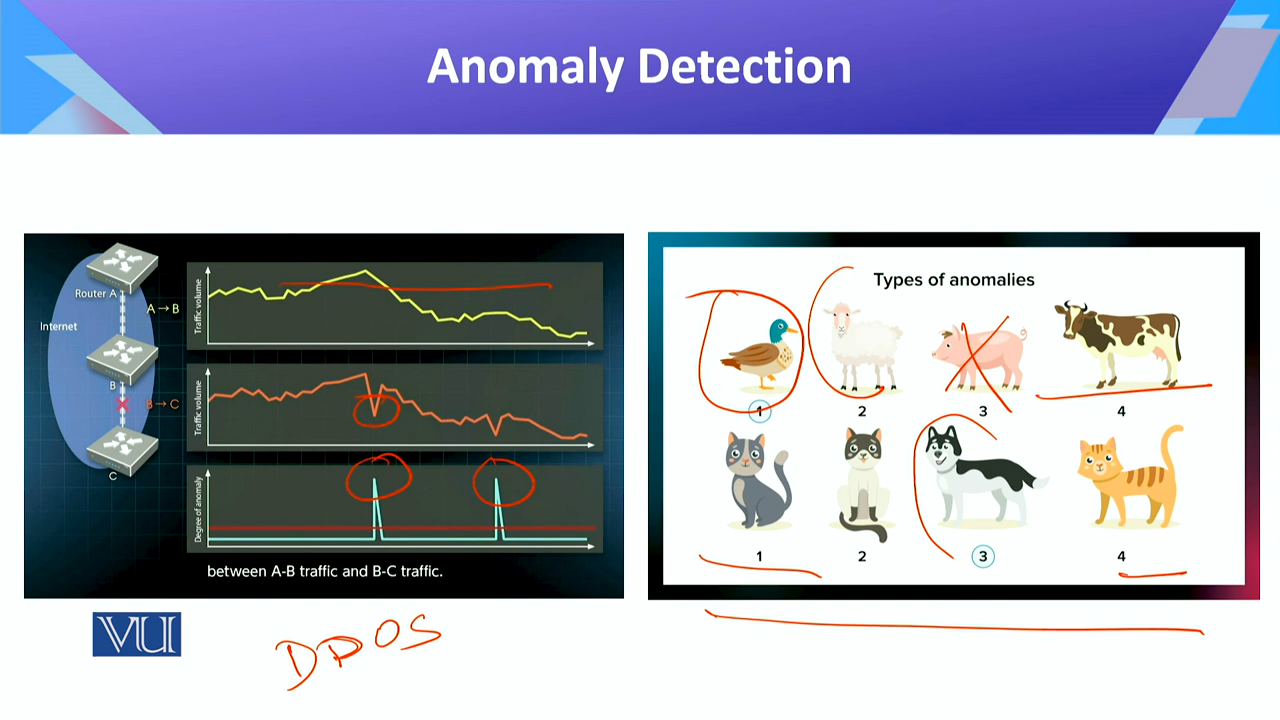 Anomaly Detection
Router A
A → B
Internet
B
B → C
C
Traffic volume
Traffic volume
Degree of anomaly
between A-B traffic and B-C traffic.
Types of anomalies
1 2 3 4
1 2 3 4
VU
DDOS